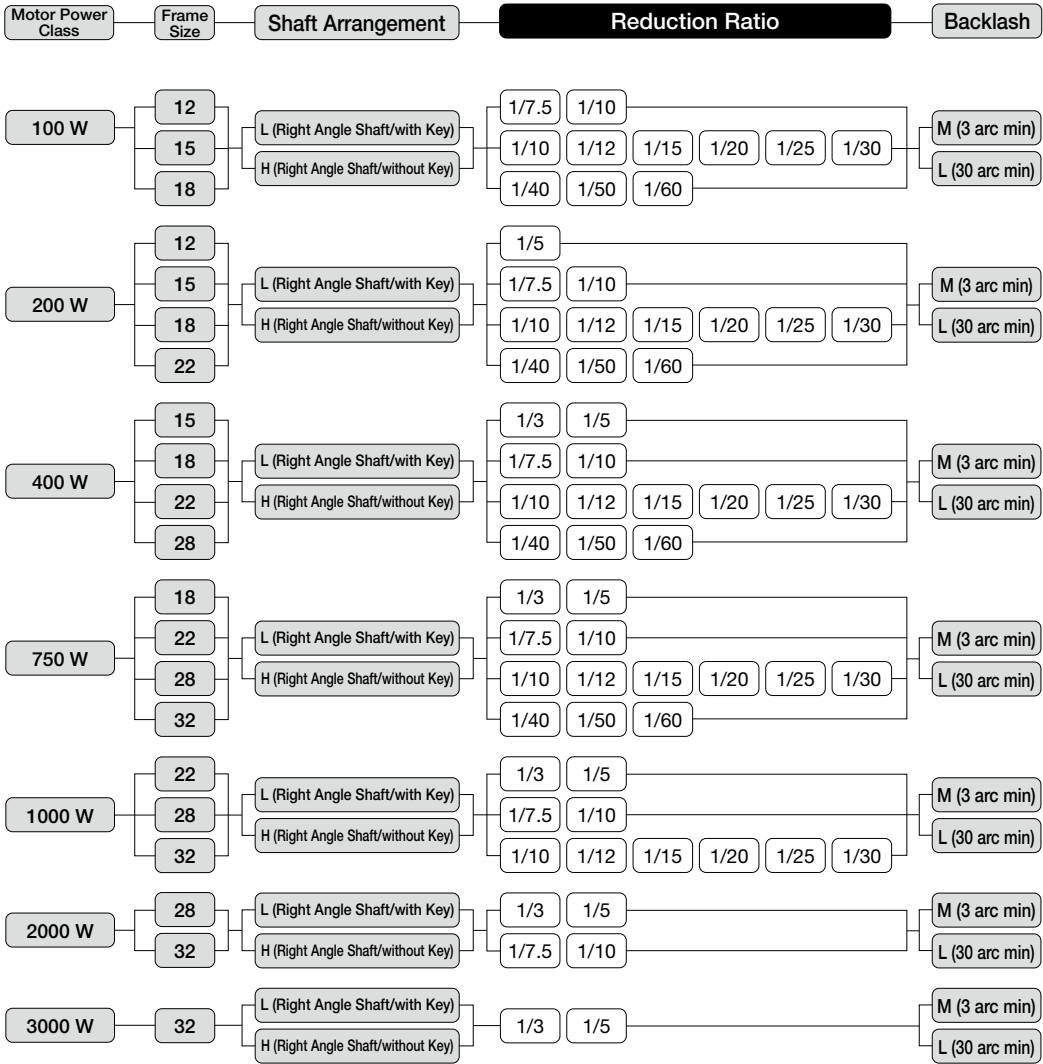 Motor Power Class Frame Size Shaft Arrangement Reduction Ratio Backlash
100 W
12 1/7.5 1/10
L (Right Angle Shaft/with Key) M (3 arc min)
15 1/10 1/12 1/15 1/20 1/25 1/30
H (Right Angle Shaft/without Key) L (30 arc min)
18 1/40 1/50 1/60
200 W
12 1/5
15 L (Right Angle Shaft/with Key) 1/7.5 1/10 M (3 arc min)
18 H (Right Angle Shaft/without Key) 1/10 1/12 1/15 1/20 1/25 1/30 L (30 arc min)
22 1/40 1/50 1/60
400 W
15 1/3 1/5
18 L (Right Angle Shaft/with Key) 1/7.5 1/10 M (3 arc min)
22 H (Right Angle Shaft/without Key) 1/10 1/12 1/15 1/20 1/25 1/30 L (30 arc min)
28 1/40 1/50 1/60
750 W
18 1/3 1/5
22 L (Right Angle Shaft/with Key) 1/7.5 1/10 M (3 arc min)
28 H (Right Angle Shaft/without Key) 1/10 1/12 1/15 1/20 1/25 1/30 L (30 arc min)
32 1/40 1/50 1/60
1000 W
22 1/3 1/5
L (Right Angle Shaft/with Key) M (3 arc min)
28 1/7.5 1/10
H (Right Angle Shaft/without Key) L (30 arc min)
32 1/10 1/12 1/15 1/20 1/25 1/30
2000 W
28 L (Right Angle Shaft/with Key) 1/3 1/5 M (3 arc min)
32 H (Right Angle Shaft/without Key) 1/7.5 1/10 L (30 arc min)
L (Right Angle Shaft/with Key) M (3 arc min)
3000 W 32 1/3 1/5
H (Right Angle Shaft/without Key) L (30 arc min)